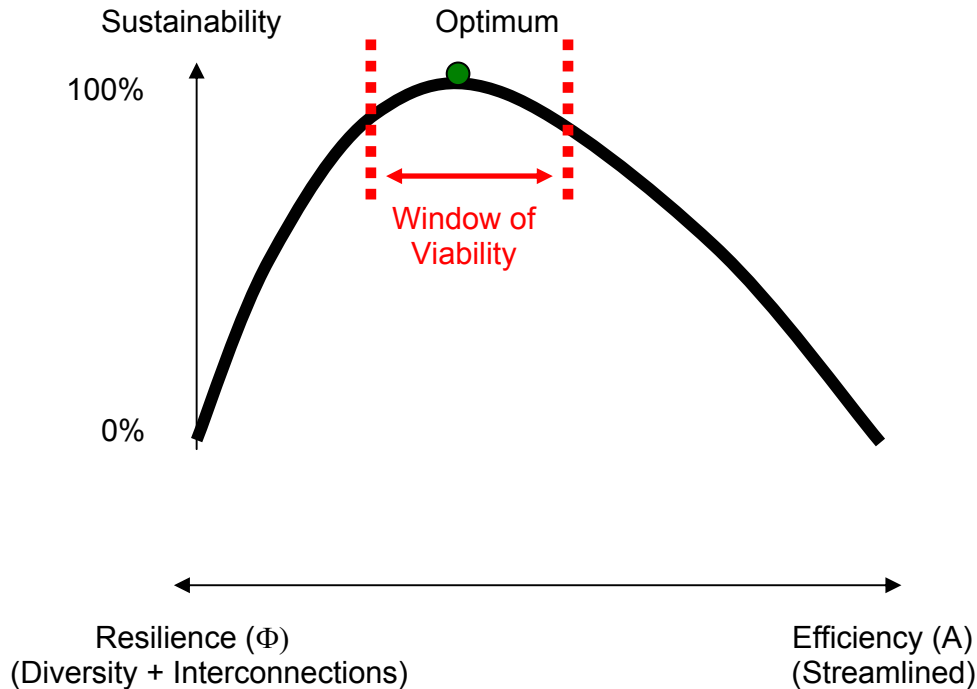 Sustainability
Optimum
100%
Window of
Viability
0%
Resilience (Φ)
(Diversity + Interconnections)
Efficiency (A)
(Streamlined)